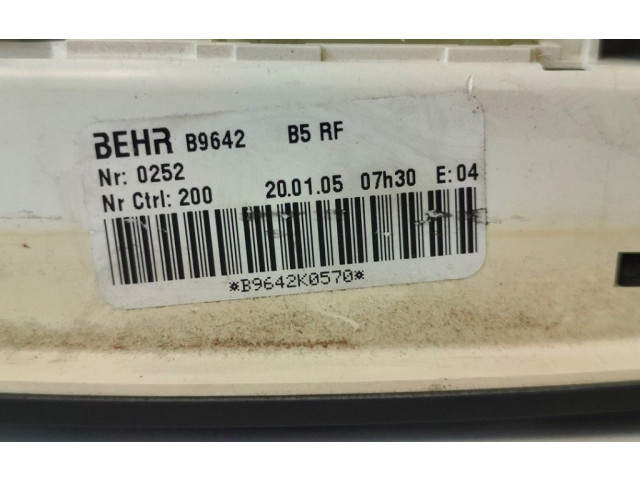 BEHR B9642 B5 RF
Nr: 0252
Nr Ctrl: 200 20.01.05 07h30 E: 04
*B9642K0570*